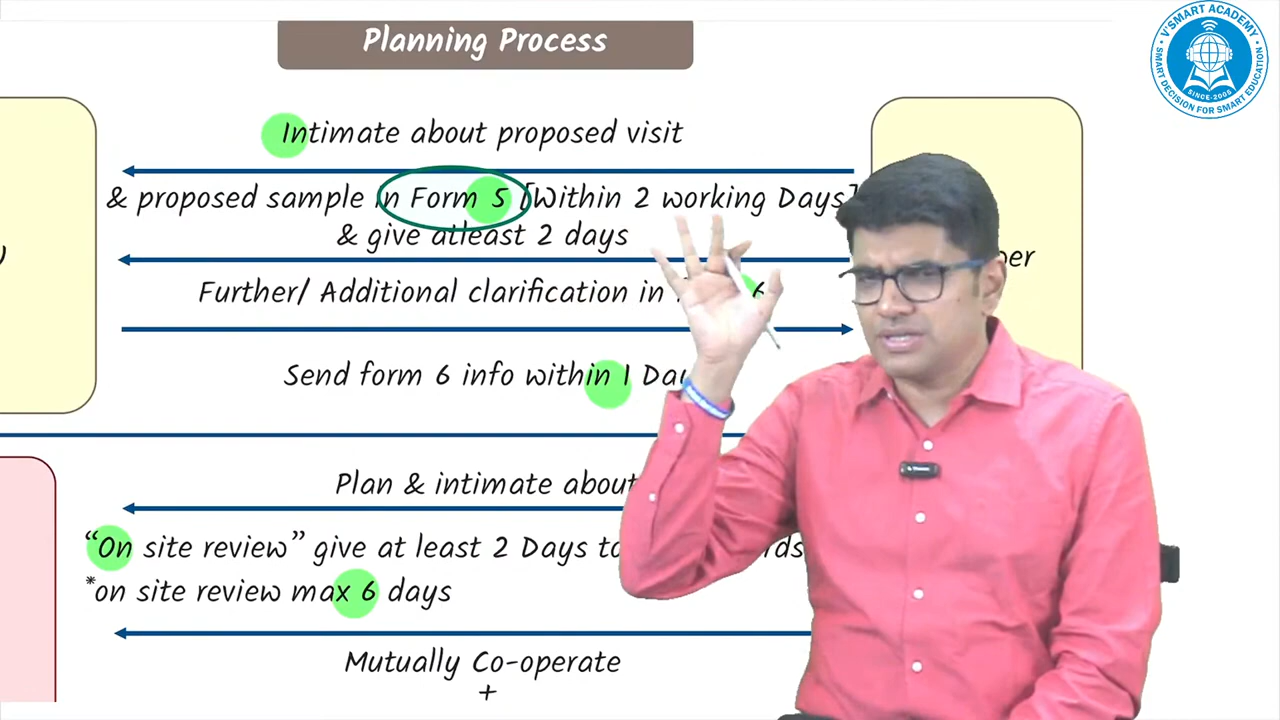 Planning Process
V'SMART ACADEMY
SMART DECISION FOR SMART EDUCATION
SINCE-2005
Intimate about proposed visit
& proposed sample in Form 5 [Within 2 working Days]
& give atleast 2 days
Further/ Additional clarification in 6
Send form 6 info within 1
Plan & intimate about
"On site review" give at least 2 Days
*on site review max 6 days
Mutually Co-operate
+